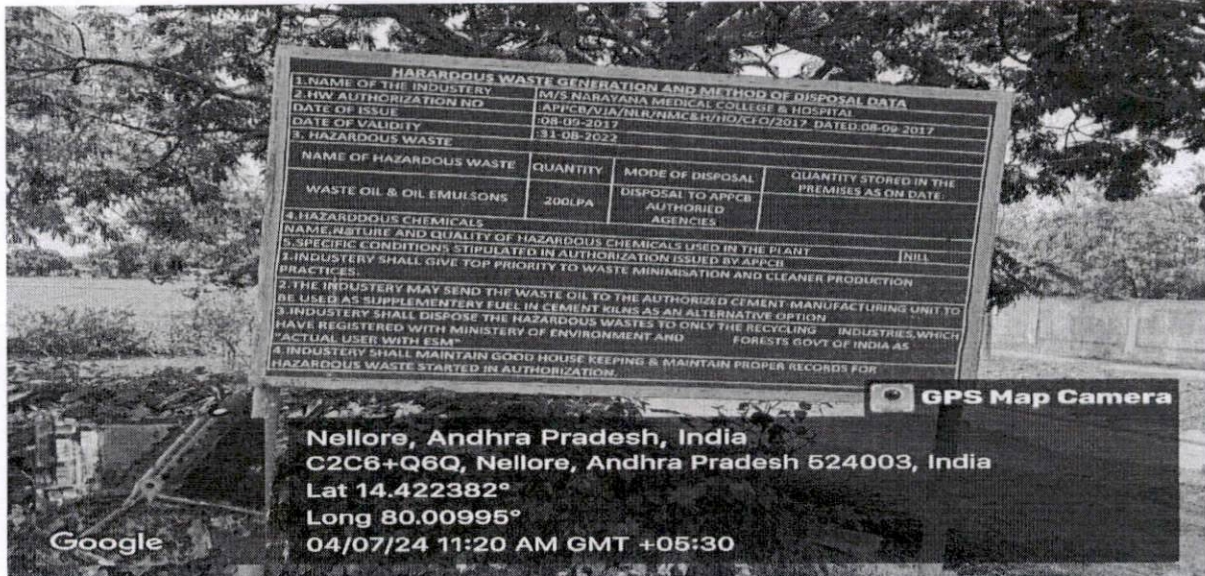 HARARDOUS WASTE GENERATION AND METHOD OF DISPOSAL DATA
1.NAME OF THE INDUSTERY M/S NARAYANA MEDICAL COLLEGE & HOSPITAL
2.HW AUTHORIZATION NO APPCB/VJA/NLR/NMC&H/HO/CFO/2017 DATED:08-09-2017
DATE OF ISSUE :08-09-2017
DATE OF VALIDITY :31-08-2022
3. HAZARDOUS WASTE
NAME OF HAZARDOUS WASTE QUANTITY MODE OF DISPOSAL QUANTITY STORED IN THE PREMISES AS ON DATE:
WASTE OIL & OIL EMULSONS 200LPA DISPOSAL TO APPCB AUTHORIED AGENCIES
4.HAZARDDOUS CHEMICALS
NAME,NATURE AND QUALITY OF HAZARDOUS CHEMICALS USED IN THE PLANT NILL
5.SPECIFIC CONDITIONS STIPULATED IN AUTHORIZATION ISSUED BY APPCB
1.INDUSTERY SHALL GIVE TOP PRIORITY TO WASTE MINIMISATION AND CLEANER PRODUCTION
PRACTICES.
2.THE INDUSTERY MAY SEND THE WASTE OIL TO THE AUTHORIZED CEMENT MANUFACTURING UNIT TO
BE USED AS SUPPLEMENTERY FUEL IN CEMENT KILNS AS AN ALTERNATIVE OPTION
3.INDUSTERY SHALL DISPOSE THE HAZARDOUS WASTES TO ONLY THE RECYCLING INDUSTRIES,WHICH
HAVE REGISTERED WITH MINISTRY OF ENVIRONMENT AND FORESTS GOVT OF INDIA AS
"ACTUAL USER WITH ESM"
4.INDUSTERY SHALL MAINTAIN GOOD HOUSE KEEPING & MAINTAIN PROPER RECORDS FOR
HAZARDOUS WASTE STARTED IN AUTHORIZATION.
GPS Map Camera
Nellore, Andhra Pradesh, India
C2C6+Q6Q, Nellore, Andhra Pradesh 524003, India
Lat 14.422382°
Long 80.00995°
04/07/24 11:20 AM GMT +05:30
Google